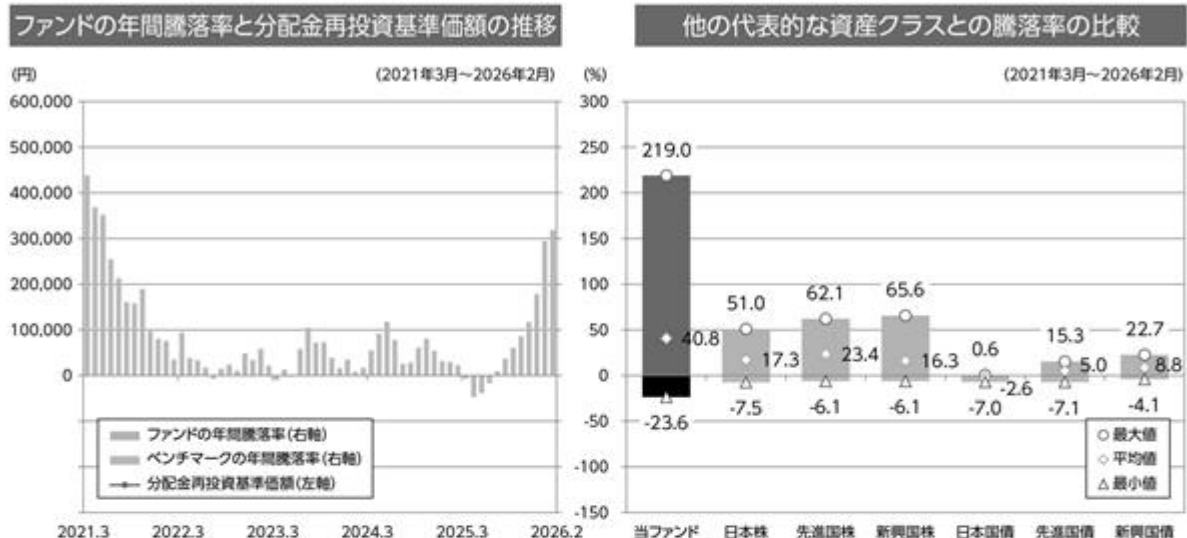 ファンドの年間騰落率と分配金再投資基準価額の推移
(円)
(2021年3月～2026年2月)
(%)
600,000
300
500,000
250
400,000
200
300,000
150
200,000
100
100,000
50
0
0
-50
-100
-150
ファンドの年間騰落率(右軸)
ベンチマークの年間騰落率(右軸)
分配金再投資基準価額(左軸)
2021.3
2022.3
2023.3
2024.3
2025.3
2026.2
他の代表的な資産クラスとの騰落率の比較
(2021年3月～2026年2月)
219.0
40.8
-23.6
51.0
17.3
-7.5
62.1
23.4
-6.1
65.6
16.3
-6.1
0.6
-2.6
-7.0
15.3
5.0
-7.1
22.7
8.8
-4.1
最大値
平均値
最小値
当ファンド
日本株
先進国株
新興国株
日本国債
先進国債
新興国債